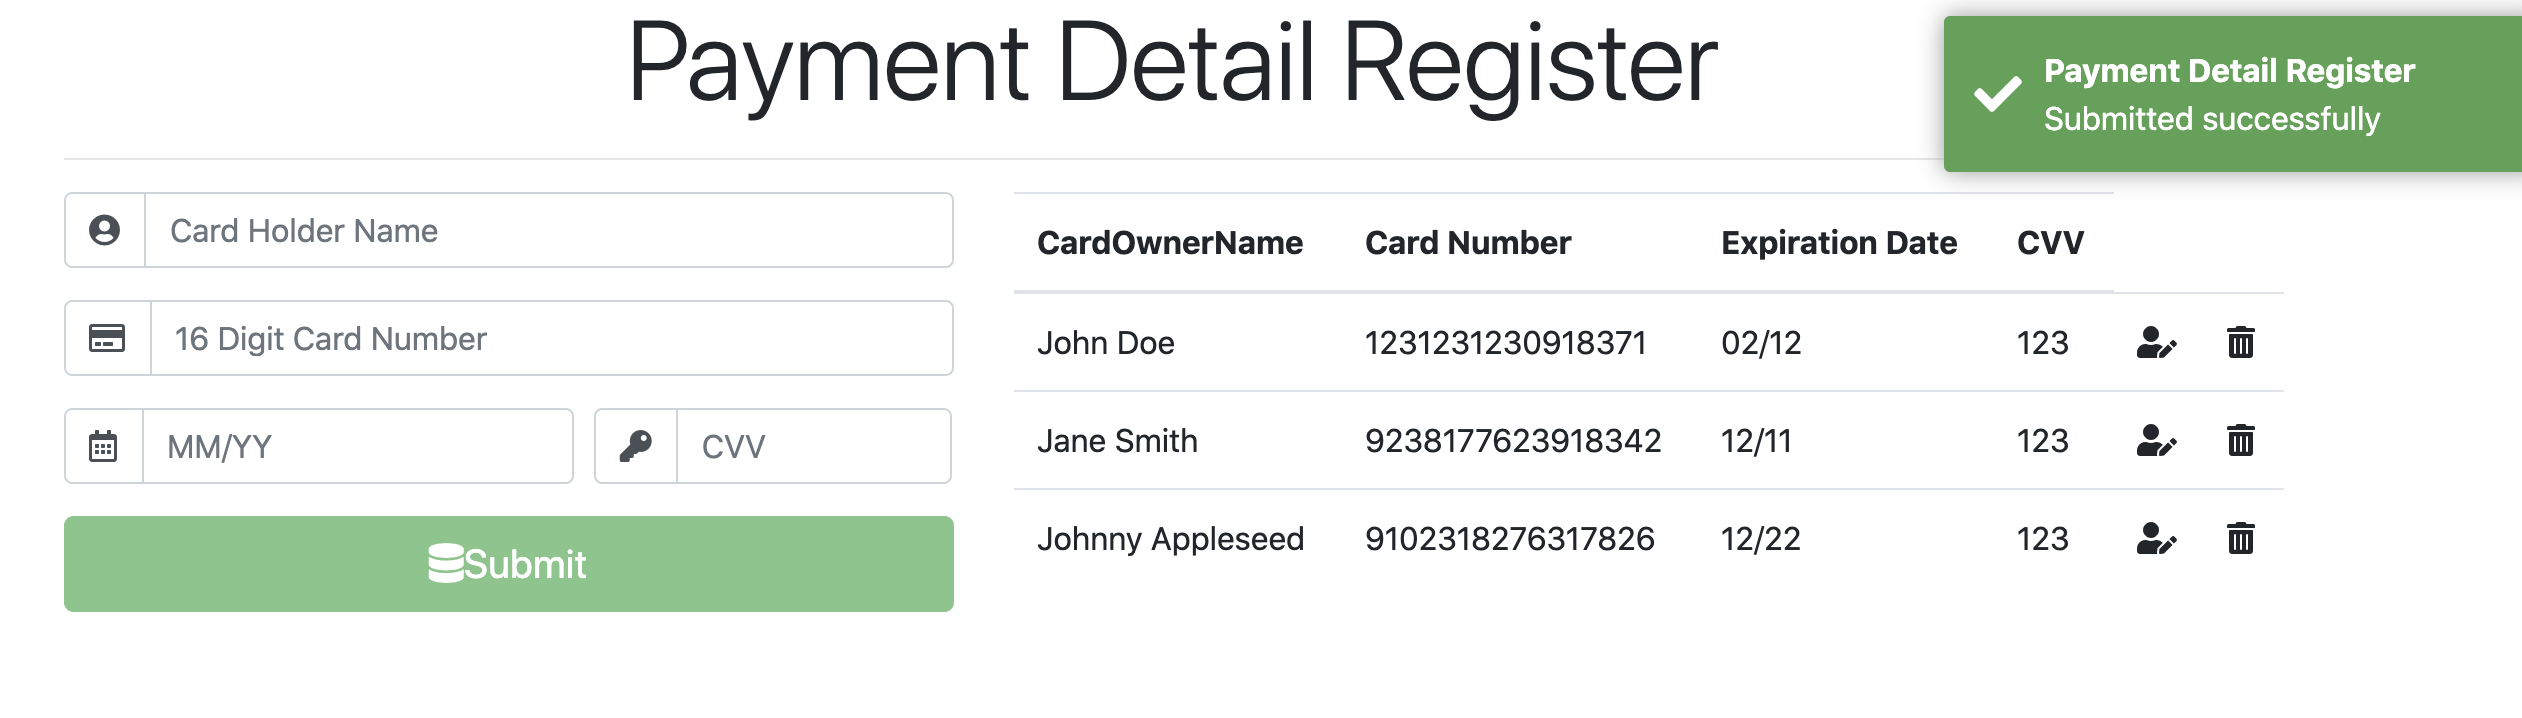 Payment Detail Register
Payment Detail Register
Submitted successfully
Card Holder Name
16 Digit Card Number
MM/YY CVV
Submit
CardOwnerName Card Number Expiration Date CVV
John Doe 1231231230918371 02/12 123
Jane Smith 9238177623918342 12/11 123
Johnny Appleseed 9102318276317826 12/22 123